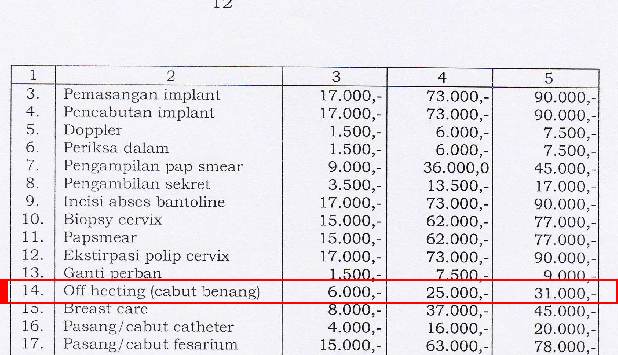 12
1 2 3 4 5
3. Pemasangan implant 17.000,- 73.000,- 90.000,-
4. Pencabutan implant 17.000,- 73.000,- 90.000,-
5. Doppler 1.500,- 6.000,- 7.500,-
6. Periksa dalam 1.500,- 6.000,- 7.500,-
7. Pengampilan pap smear 9.000,- 36.000,0 45.000,-
8. Pengambilan sekret 3.500,- 13.500,- 17.000,-
9. Incisi abses bantoline 17.000,- 73.000,- 90.000,-
10. Biopsy cervix 15.000,- 62.000,- 77.000,-
11. Papsmear 15.000,- 62.000,- 77.000,-
12. Ekstirpasi polip cervix 17.000,- 73.000,- 90.000,-
13. Ganti perban 1.500,- 7.500,- 9.000,-
14. Off hecting (cabut benang) 6.000,- 25.000,- 31.000,-
15. Breast care 8.000,- 37.000,- 45.000,-
16. Pasang/cabut catheter 4.000,- 16.000,- 20.000,-
17. Pasang/cabut fesarium 15.000,- 63.000,- 78.000,-